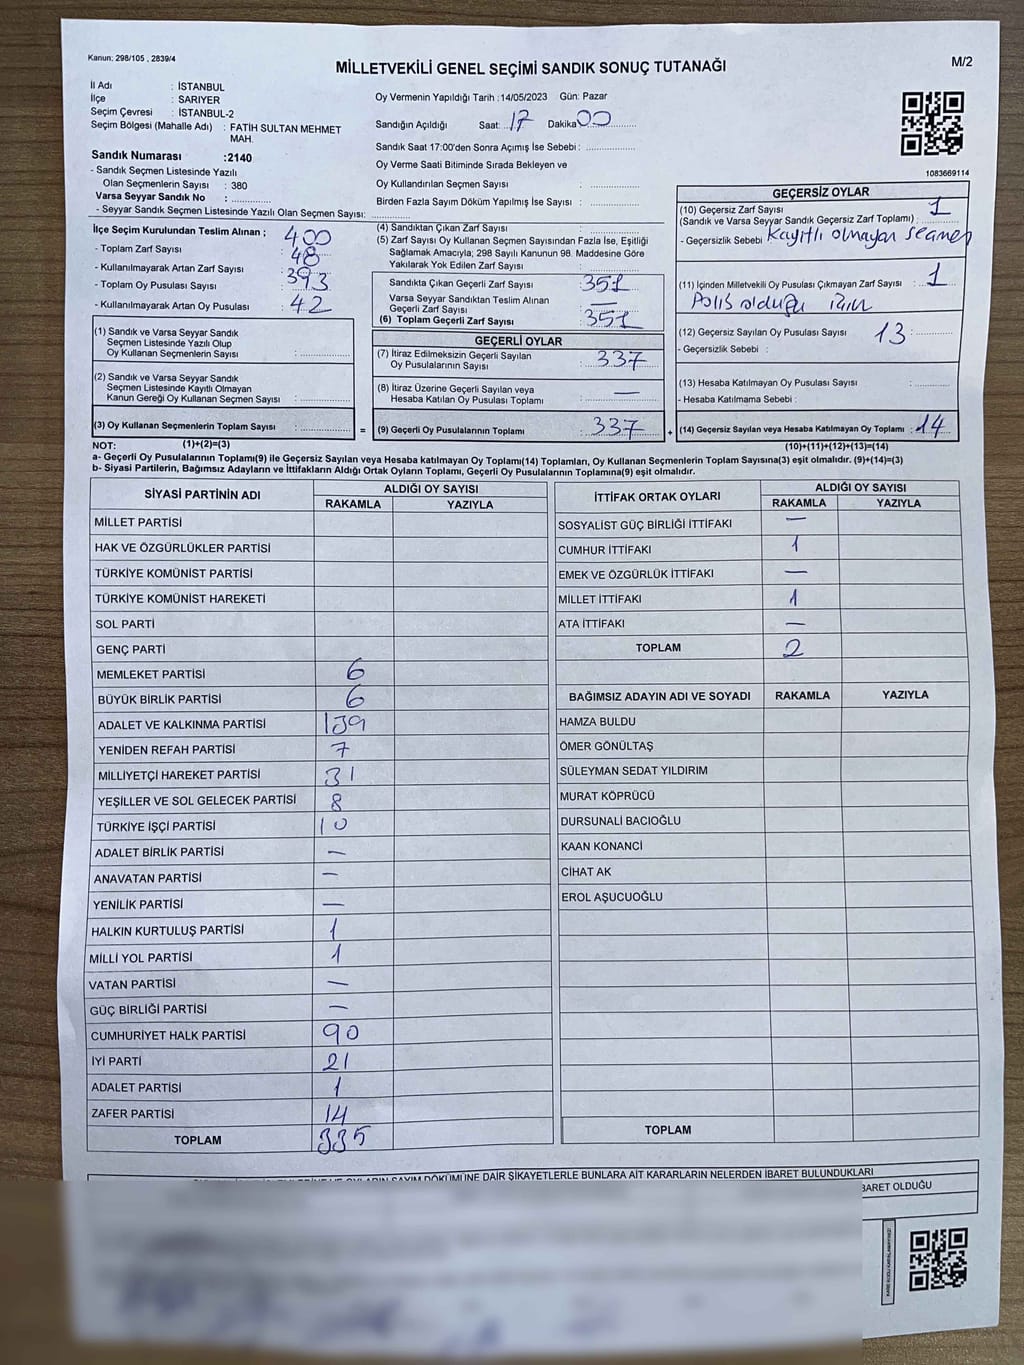 Kanun: 298/105 , 2839/4
MİLLETVEKİLİ GENEL SEÇİMİ SANDIK SONUÇ TUTANAĞI
M/2
İl Adı : İSTANBUL
İlçe : SARIYER
Seçim Çevresi : İSTANBUL-2
Seçim Bölgesi (Mahalle Adı) : FATİH SULTAN MEHMET
MAH.
Sandık Numarası :2140
- Sandık Seçmen Listesinde Yazılı
Olan Seçmenlerin Sayısı : 380
Varsa Seyyar Sandık No :
- Seyyar Sandık Seçmen Listesinde Yazılı Olan Seçmen Sayısı:
İlçe Seçim Kurulundan Teslim Alınan ; 400
- Toplam Zarf Sayısı 48
- Kullanılmayarak Artan Zarf Sayısı
- Toplam Oy Pusulası Sayısı : 393
- Kullanılmayarak Artan Oy Pusulası : 42
(1) Sandık ve Varsa Seyyar Sandık
Seçmen Listesinde Yazılı Olup
Oy Kullanan Seçmenlerin Sayısı :
(2) Sandık ve Varsa Seyyar Sandık
Seçmen Listesinde Kayıtlı Olmayan
Kanun Gereği Oy Kullanan Seçmen Sayısı :
(3) Oy Kullanan Seçmenlerin Toplam Sayısı :
Oy Vermenin Yapıldığı Tarih :14/05/2023 Gün: Pazar
Sandığın Açıldığı Saat: 17 Dakika: 00
Sandık Saat 17:00'den Sonra Açımış İse Sebebi :
Oy Verme Saati Bitiminde Sırada Bekleyen ve
Oy Kullandırılan Seçmen Sayısı :
Birden Fazla Sayım Döküm Yapılmış İse Sayısı :
(4) Sandıktan Çıkan Zarf Sayısı :
(5) Zarf Sayısı Oy Kullanan Seçmen Sayısından Fazla İse, Eşitliği
Sağlamak Amacıyla; 298 Sayılı Kanunun 98. Maddesine Göre
Yakılarak Yok Edilen Zarf Sayısı :
Sandıkta Çıkan Geçerli Zarf Sayısı : 351
Varsa Seyyar Sandıktan Teslim Alınan
Geçerli Zarf Sayısı : —
(6) Toplam Geçerli Zarf Sayısı : 351
GEÇERLİ OYLAR
(7) İtiraz Edilmeksizin Geçerli Sayılan
Oy Pusulalarının Sayısı : 337
(8) İtiraz Üzerine Geçerli Sayılan veya
Hesaba Katılan Oy Pusulası Toplamı : —
= (9) Geçerli Oy Pusulalarının Toplamı : 337
1083669114
GEÇERSİZ OYLAR
(10) Geçersiz Zarf Sayısı 1
(Sandık ve Varsa Seyyar Sandık Geçersiz Zarf Toplamı) :
- Geçersizlik Sebebi : Kayıtlı olmayan seçmen
(11) İçinden Milletvekili Oy Pusulası Çıkmayan Zarf Sayısı : 1
Polis olduğu için
(12) Geçersiz Sayılan Oy Pusulası Sayısı : 13
- Geçersizlik Sebebi :
(13) Hesaba Katılmayan Oy Pusulası Sayısı :
- Hesaba Katılmama Sebebi :
+ (14) Geçersiz Sayılan veya Hesaba Katılmayan Oy Toplamı : 14
NOT: (1)+(2)=(3) (10)+(11)+(12)+(13)=(14)
a- Geçerli Oy Pusulalarının Toplamı(9) ile Geçersiz Sayılan veya Hesaba katılmayan Oy Toplamı(14) Toplamları, Oy Kullanan Seçmenlerin Toplam Sayısına(3) eşit olmalıdır. (9)+(14)=(3)
b- Siyasi Partilerin, Bağımsız Adayların ve İttifakların Aldığı Ortak Oyların Toplamı, Geçerli Oy Pusulalarının Toplamına(9) eşit olmalıdır.
SİYASİ PARTİNİN ADI ALDIĞI OY SAYISI
RAKAMLA YAZIYLA
MİLLET PARTİSİ
HAK VE ÖZGÜRLÜKLER PARTİSİ
TÜRKİYE KOMÜNİST PARTİSİ
TÜRKİYE KOMÜNİST HAREKETİ
SOL PARTİ
GENÇ PARTİ
MEMLEKET PARTİSİ 6
BÜYÜK BİRLİK PARTİSİ 6
ADALET VE KALKINMA PARTİSİ 139
YENİDEN REFAH PARTİSİ 7
MİLLİYETÇİ HAREKET PARTİSİ 31
YEŞİLLER VE SOL GELECEK PARTİSİ 8
TÜRKİYE İŞÇİ PARTİSİ 10
ADALET BİRLİK PARTİSİ —
ANAVATAN PARTİSİ —
YENİLİK PARTİSİ —
HALKIN KURTULUŞ PARTİSİ 1
MİLLİ YOL PARTİSİ 1
VATAN PARTİSİ —
GÜÇ BİRLİĞİ PARTİSİ —
CUMHURİYET HALK PARTİSİ 90
İYİ PARTİ 21
ADALET PARTİSİ 1
ZAFER PARTİSİ 14
TOPLAM 335
İTTİFAK ORTAK OYLARI ALDIĞI OY SAYISI
RAKAMLA YAZIYLA
SOSYALİST GÜÇ BİRLİĞİ İTTİFAKI —
CUMHUR İTTİFAKI 1
EMEK VE ÖZGÜRLÜK İTTİFAKI —
MİLLET İTTİFAKI 1
ATA İTTİFAKI —
TOPLAM 2
BAĞIMSIZ ADAYIN ADI VE SOYADI RAKAMLA YAZIYLA
HAMZA BULDU
ÖMER GÖNÜLTAŞ
SÜLEYMAN SEDAT YILDIRIM
MURAT KÖPRÜCÜ
DURSUNALİ BACIOĞLU
KAAN KONANCİ
CİHAT AK
EROL AŞUCUOĞLU
TOPLAM
DÖKÜMÜNE DAİR ŞİKAYETLERLE BUNLARA AİT KARARLARIN NELERDEN İBARET BULUNDUKLARI
BARET OLDUĞU